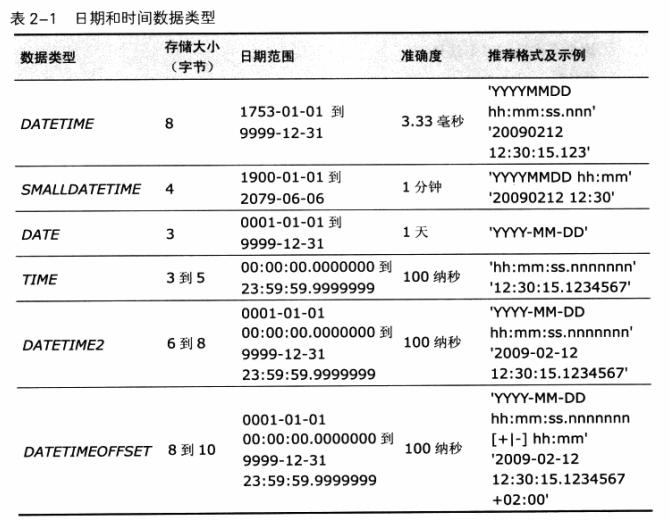 表 2-1 日期和时间数据类型
数据类型 存储大小（字节） 日期范围 准确度 推荐格式及示例
DATETIME 8 1753-01-01 到 3.33 毫秒 'YYYYMMDD
9999-12-31 hh:mm:ss.nnn'
'20090212
12:30:15.123'
SMALLDATETIME 4 1900-01-01 到 1 分钟 'YYYYMMDD hh:mm'
2079-06-06 '20090212 12:30'
DATE 3 0001-01-01 到 1 天 'YYYY-MM-DD'
9999-12-31
TIME 3 到 5 00:00:00.0000000 到 100 纳秒 'hh:mm:ss.nnnnnnn'
23:59:59.9999999 '12:30:15.1234567'
DATETIME2 6 到 8 0001-01-01 100 纳秒 'YYYY-MM-DD
00:00:00.0000000 到 hh:mm:ss.nnnnnnn'
9999-12-31 '2009-02-12
23:59:59.9999999 12:30:15.1234567'
DATETIMEOFFSET 8 到 10 0001-01-01 100 纳秒 'YYYY-MM-DD
00:00:00.0000000 到 hh:mm:ss.nnnnnnn
9999-12-31 [+|-] hh:mm'
23:59:59.9999999 '2009-02-12
12:30:15.1234567
+02:00'